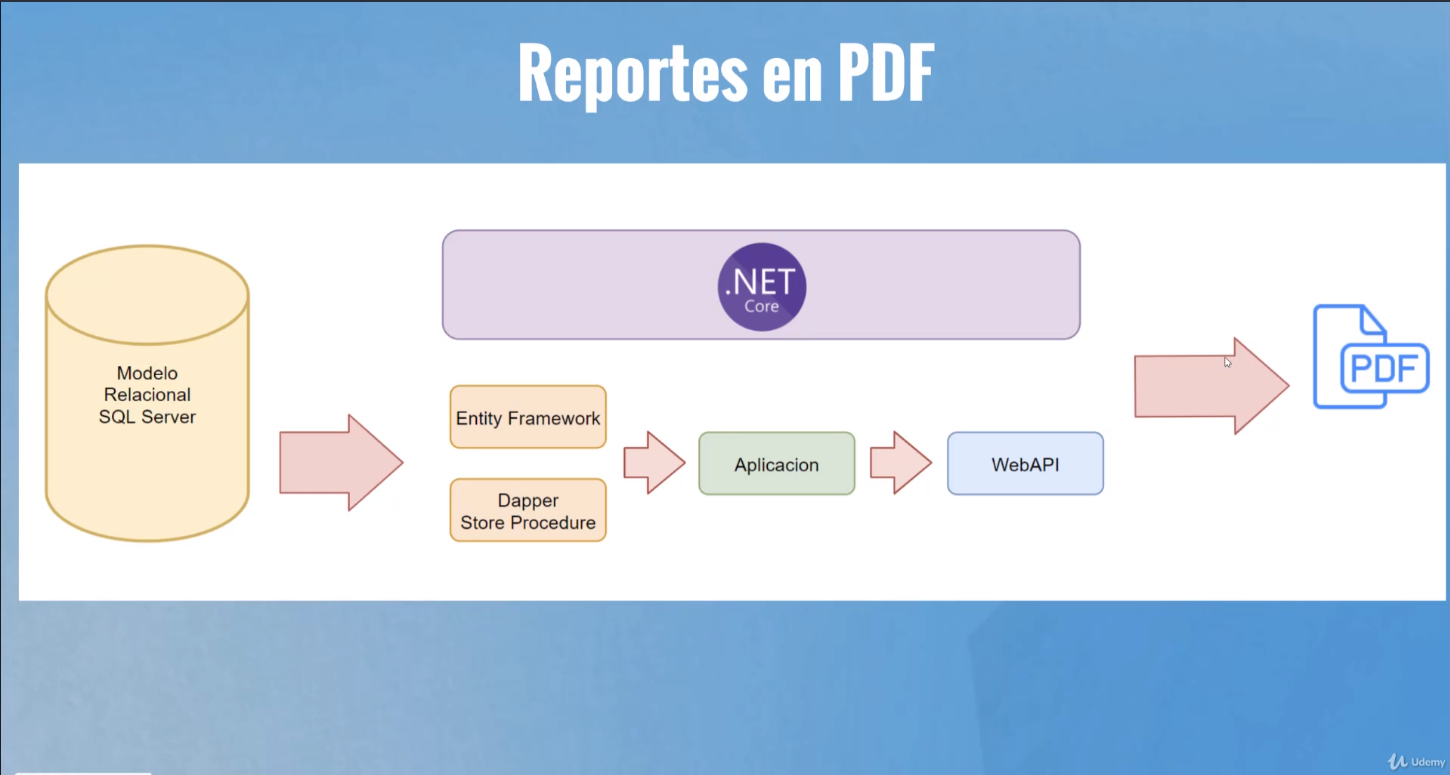 Reportes en PDF
Modelo
Relacional
SQL Server
.NET
Core
Entity Framework
Dapper
Store Procedure
Aplicacion
WebAPI
PDF
Udemy